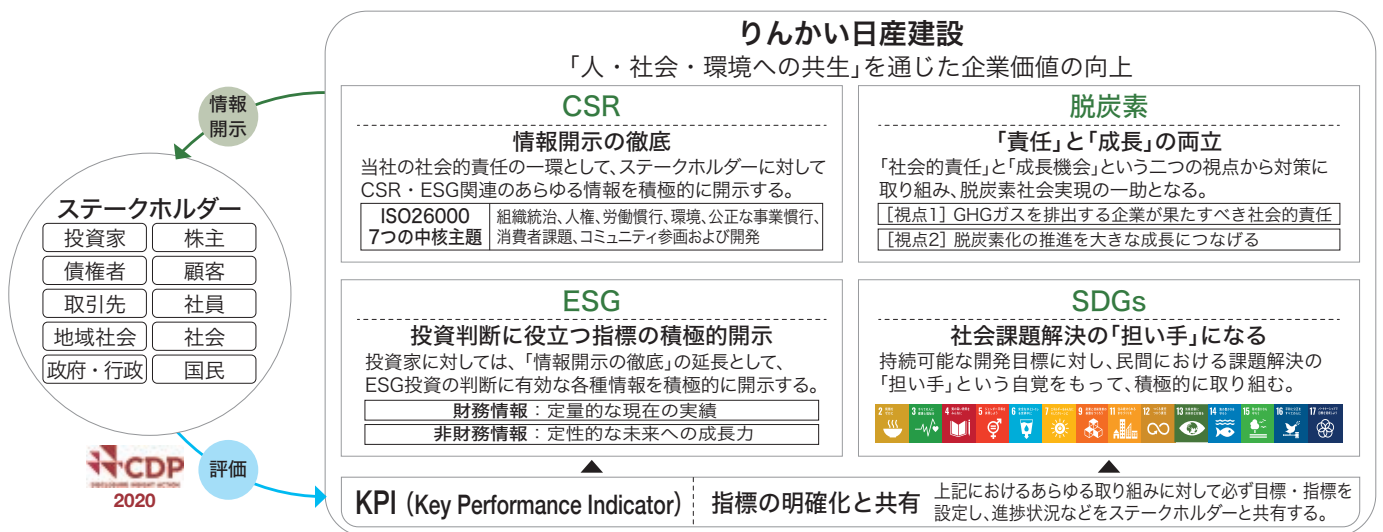 りんかい日産建設
「人・社会・環境への共生」を通じた企業価値の向上
情報
開示
ステークホルダー
投資家
株主
債権者
顧客
取引先
社員
地域社会
社会
政府・行政
国民
CDP
DISCLOSURE INSIGHT ACTION
2020
評価
CSR
情報開示の徹底
当社の社会的責任の一環として、ステークホルダーに対して
CSR・ESG関連のあらゆる情報を積極的に開示する。
ISO26000
7つの中核主題
組織統治、人権、労働慣行、環境、公正な事業慣行、
消費者課題、コミュニティ参画および開発
脱炭素
「責任」と「成長」の両立
「社会的責任」と「成長機会」という二つの視点から対策に
取り組み、脱炭素社会実現の一助となる。
［視点1］GHGガスを排出する企業が果たすべき社会的責任
［視点2］脱炭素化の推進を大きな成長につなげる
ESG
投資判断に役立つ指標の積極的開示
投資家に対しては、「情報開示の徹底」の延長として、
ESG投資の判断に有効な各種情報を積極的に開示する。
財務情報：定量的な現在の実績
非財務情報：定性的な未来への成長力
SDGs
社会課題解決の「担い手」になる
持続可能な開発目標に対し、民間における課題解決の
「担い手」という自覚をもって、積極的に取り組む。
2
3
4
5
6
7
9
11
12
13
14
15
16
17
KPI（Key Performance Indicator）
指標の明確化と共有
上記におけるあらゆる取り組みに対して必ず目標・指標を
設定し、進捗状況などをステークホルダーと共有する。